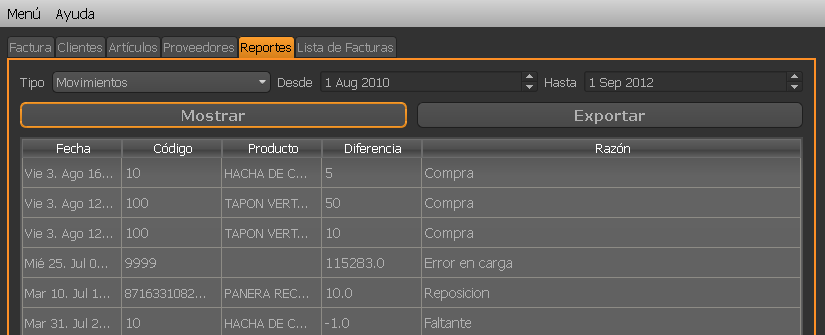 Menú Ayuda
Factura Clientes Artículos Proveedores Reportes Lista de Facturas
Tipo Movimientos Desde 1 Aug 2010 Hasta 1 Sep 2012
Mostrar Exportar
Fecha Código Producto Diferencia Razón
Vie 3. Ago 16... 10 HACHA DE C... 5 Compra
Vie 3. Ago 12... 100 TAPON VERT... 50 Compra
Vie 3. Ago 12... 100 TAPON VERT... 10 Compra
Mié 25. Jul 0... 9999 115283.0 Error en carga
Mar 10. Jul 1... 8716331082... PANERA REC... 10.0 Reposicion
Mar 31. Jul 2... 10 HACHA DE C... -1.0 Faltante